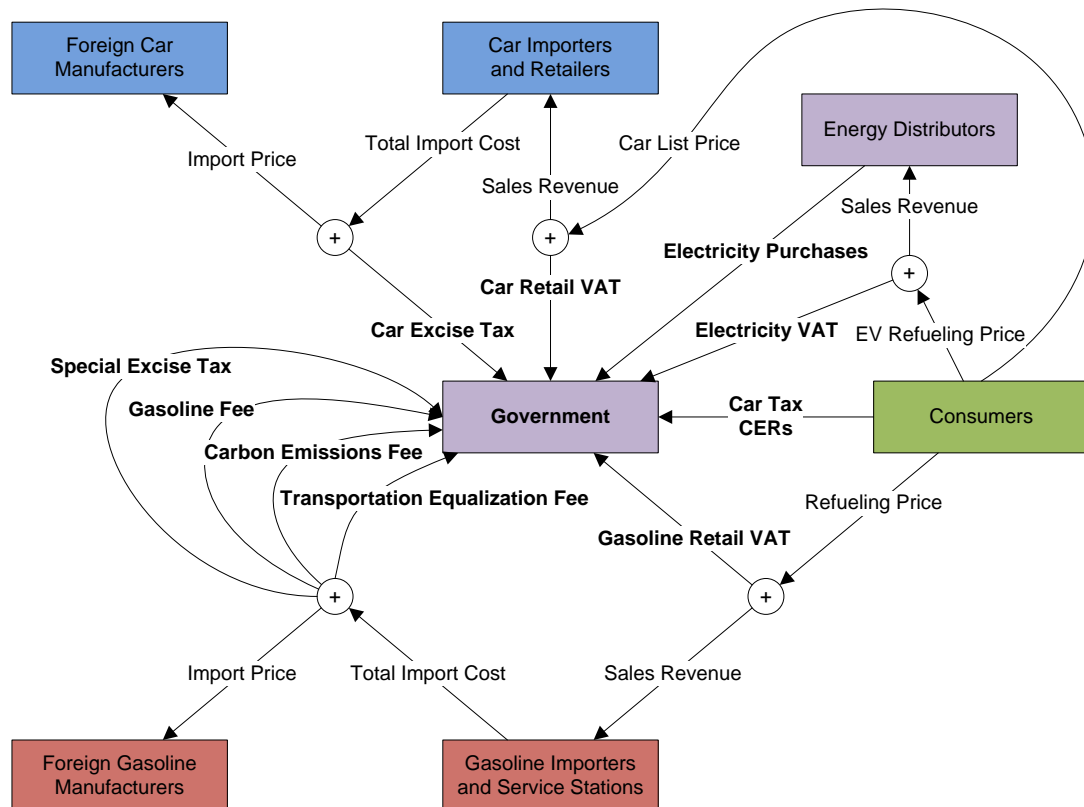 Foreign Car
Manufacturers
Car Importers
and Retailers
Energy Distributors
Import Price
Total Import Cost
Car List Price
Sales Revenue
Sales Revenue
+
+
+
Electricity Purchases
Car Retail VAT
Car Excise Tax
Electricity VAT
EV Refueling Price
Special Excise Tax
Gasoline Fee
Government
Car Tax
CERs
Consumers
Carbon Emissions Fee
Transportation Equalization Fee
Refueling Price
Gasoline Retail VAT
+
+
Import Price
Total Import Cost
Sales Revenue
Foreign Gasoline
Manufacturers
Gasoline Importers
and Service Stations